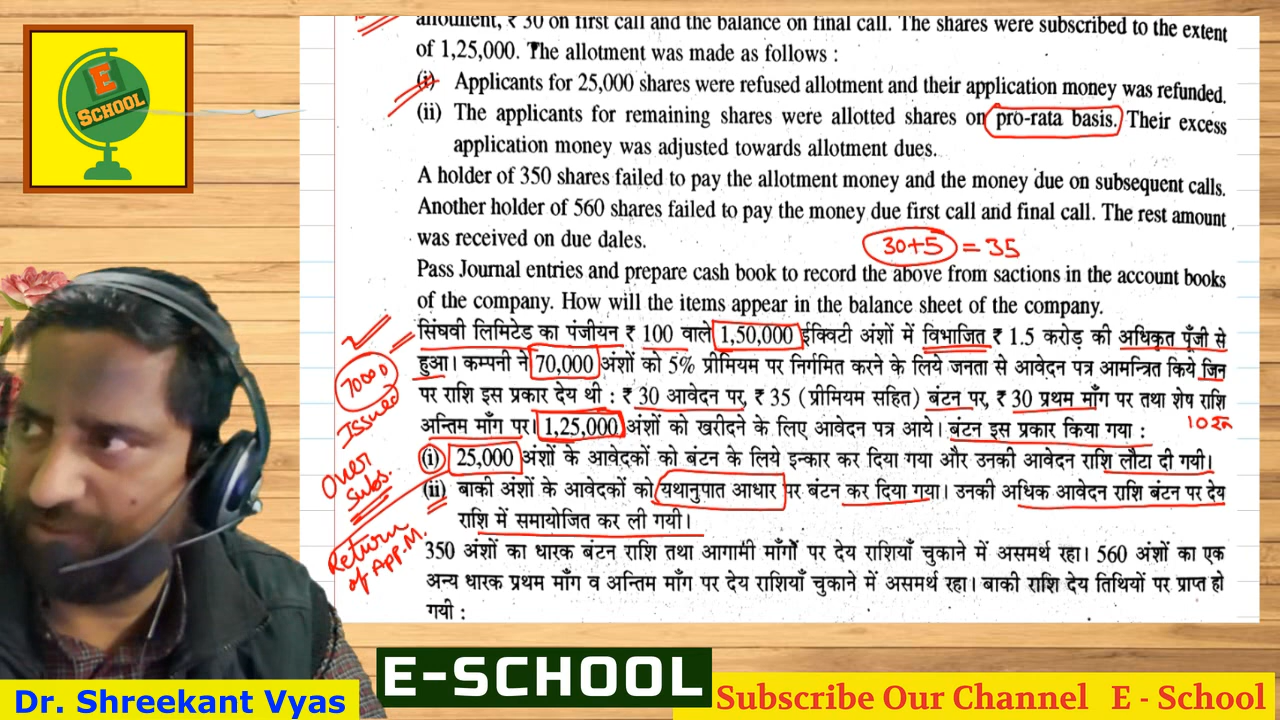 E
SCHOOL
allotment, ₹ 30 on first call and the balance on final call. The shares were subscribed to the extent
of 1,25,000. The allotment was made as follows :
(i) Applicants for 25,000 shares were refused allotment and their application money was refunded.
(ii) The applicants for remaining shares were allotted shares on pro-rata basis. Their excess
application money was adjusted towards allotment dues.
A holder of 350 shares failed to pay the allotment money and the money due on subsequent calls.
Another holder of 560 shares failed to pay the money due first call and final call. The rest amount
was received on due dales.
30+5 = 35
Pass Journal entries and prepare cash book to record the above from sactions in the account books
of the company. How will the items appear in the balance sheet of the company.
सिंघवी लिमिटेड का पंजीयन ₹ 100 वाले 1,50,000 ईक्विटी अंशों में विभाजित ₹ 1.5 करोड़ की अधिकृत पूँजी से
हुआ। कम्पनी ने 70,000 अंशों को 5% प्रीमियम पर निर्गमित करने के लिये जनता से आवेदन पत्र आमन्त्रित किये जिन
पर राशि इस प्रकार देय थी : ₹ 30 आवेदन पर, ₹ 35 (प्रीमियम सहित) बंटन पर, ₹ 30 प्रथम माँग पर तथा शेष राशि
अन्तिम माँग पर। 1,25,000 अंशों को खरीदने के लिए आवेदन पत्र आये। बंटन इस प्रकार किया गया :
(i) 25,000 अंशों के आवेदकों को बंटन के लिये इन्कार कर दिया गया और उनकी आवेदन राशि लौटा दी गयी।
(ii) बाकी अंशों के आवेदकों को यथानुपात आधार पर बंटन कर दिया गया। उनकी अधिक आवेदन राशि बंटन पर देय
राशि में समायोजित कर ली गयी।
350 अंशों का धारक बंटन राशि तथा आगामी माँगों पर देय राशियाँ चुकाने में असमर्थ रहा। 560 अंशों का एक
अन्य धारक प्रथम माँग व अन्तिम माँग पर देय राशियाँ चुकाने में असमर्थ रहा। बाकी राशि देय तिथियों पर प्राप्त हो
गयी :
70000
Issued
Over
Subs.
Return
of App.M.
E-SCHOOL
Dr. Shreekant Vyas
Subscribe Our Channel E - School